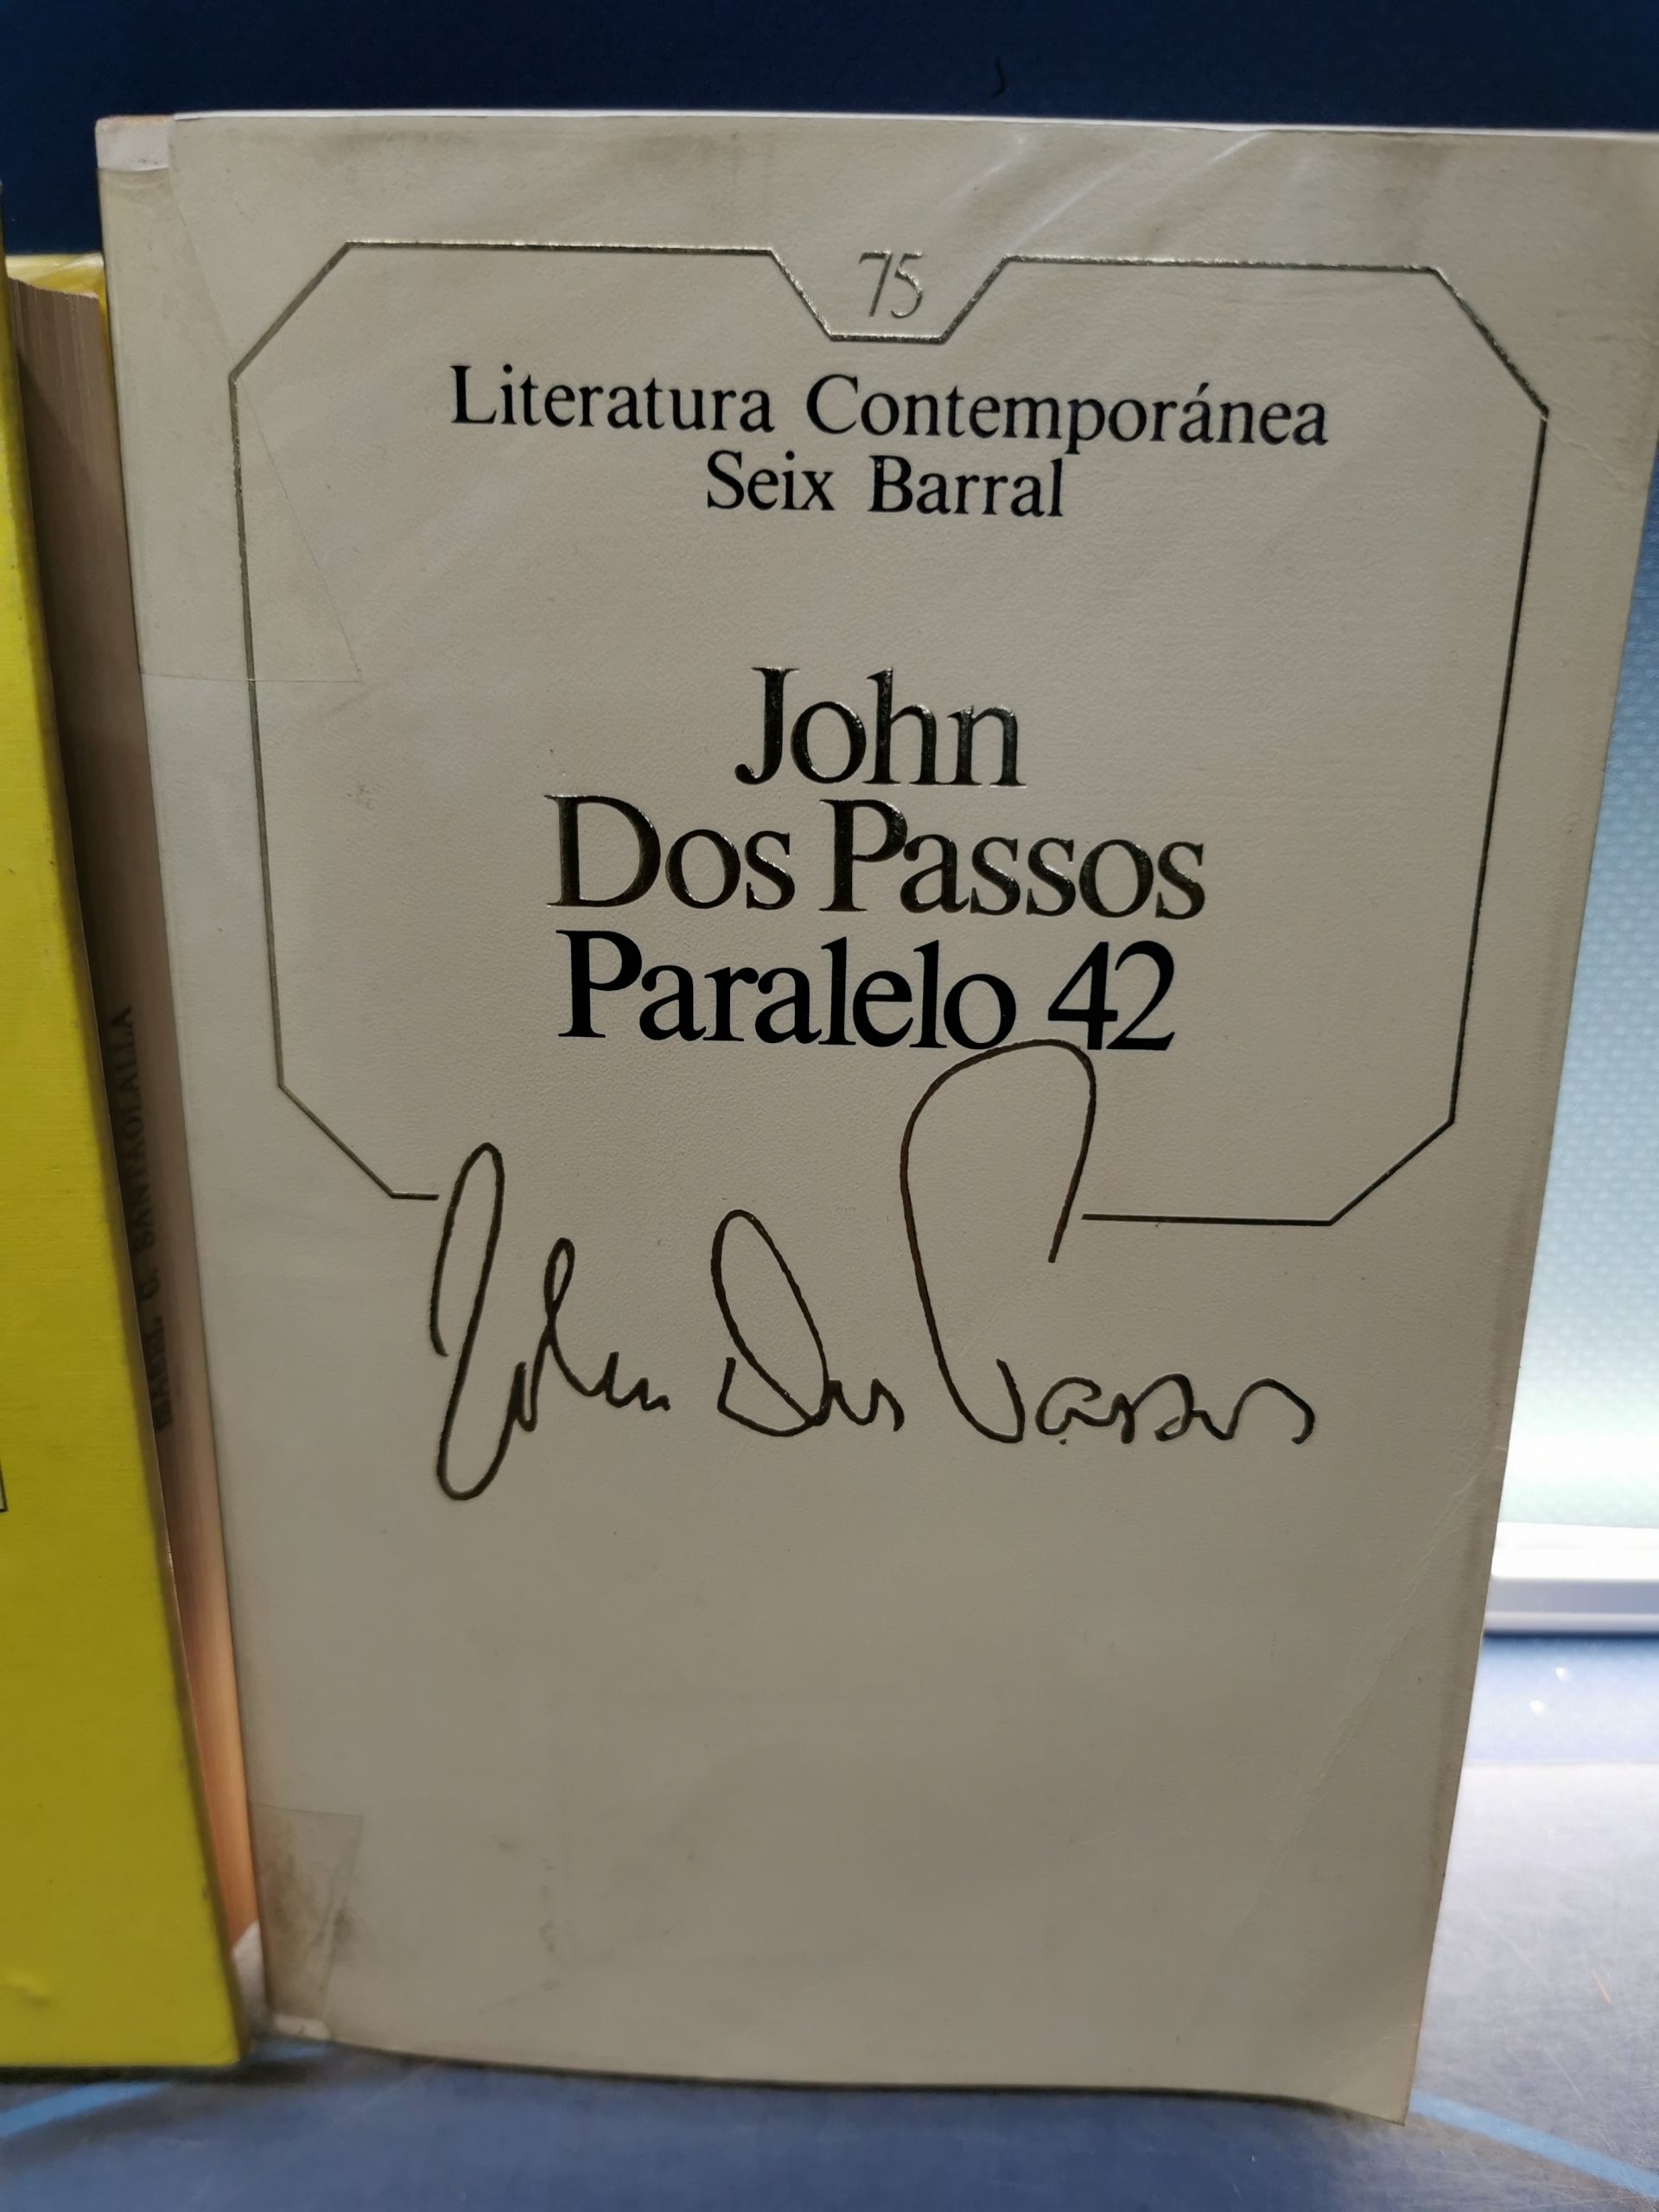 75
Literatura Contemporánea
Seix Barral
John
Dos Passos
Paralelo 42
John Dos Passos